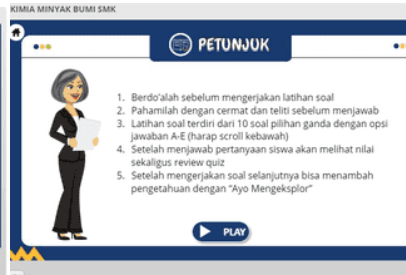 KIMIA MINYAK BUMI SMK
PETUNJUK
1. Berdo'alah sebelum mengerjakan latihan soal
2. Pahamilah dengan cermat dan teliti sebelum menjawab
3. Latihan soal terdiri dari 10 soal pilihan ganda dengan opsi
jawaban A-E (harap scroll kebawah)
4. Setelah menjawab pertanyaan siswa akan melihat nilai
sekaligus review quiz
5. Setelah mengerjakan soal selanjutnya bisa menambah
pengetahuan dengan "Ayo Mengeksplor"
PLAY